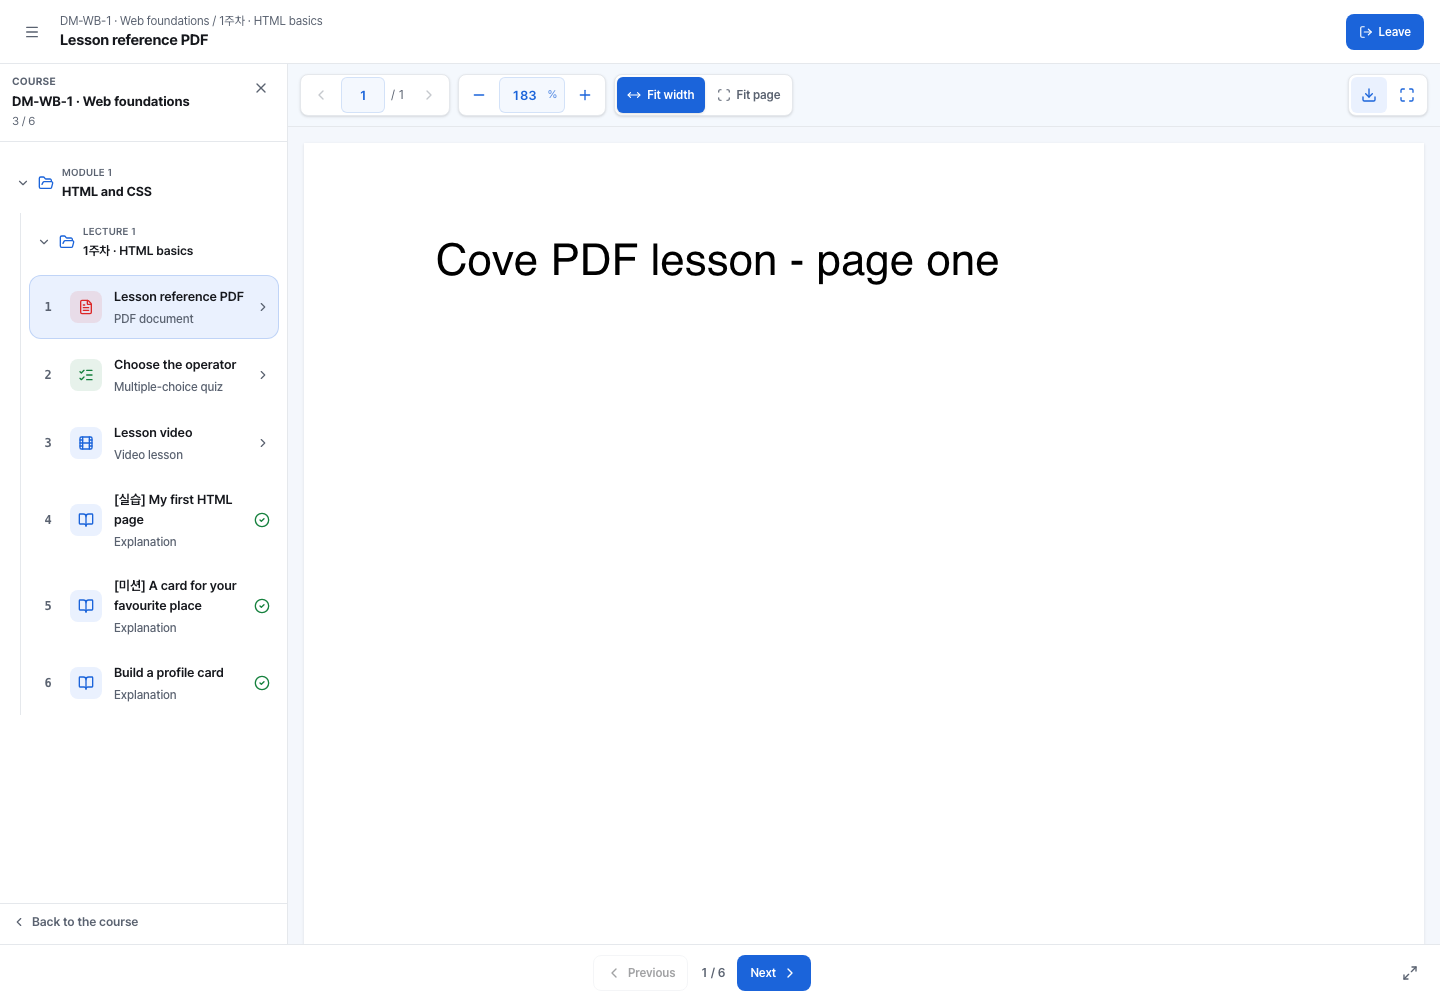 DM-WB-1 · Web foundations / 1주차 · HTML basics
Lesson reference PDF
Leave
COURSE
DM-WB-1 · Web foundations
3 / 6
MODULE 1
HTML and CSS
LECTURE 1
1주차 · HTML basics
1
Lesson reference PDF
PDF document
2
Choose the operator
Multiple-choice quiz
3
Lesson video
Video lesson
4
[실습] My first HTML
page
Explanation
5
[미션] A card for your
favourite place
Explanation
6
Build a profile card
Explanation
Back to the course
1 / 1
183 %
Fit width
Fit page
Cove PDF lesson - page one
Previous
1 / 6
Next